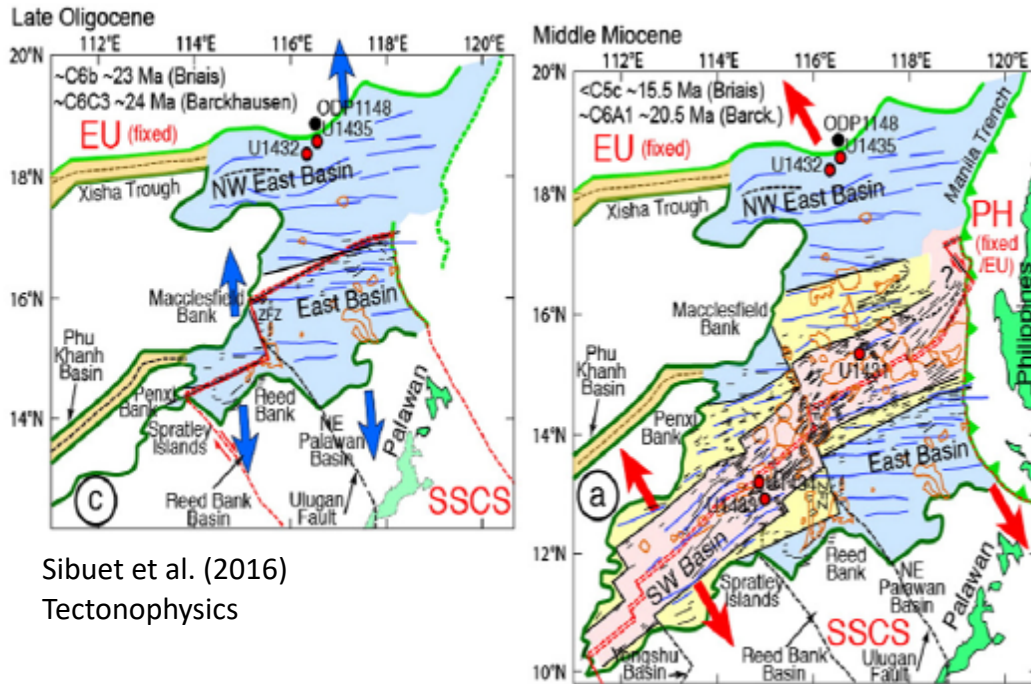 Late Oligocene
112°E 114°E 116°E 118°E 120°E
20°N
18°N
16°N
14°N
~C6b ~23 Ma (Briais)
~C6C3 ~24 Ma (Barckhausen)
EU (fixed)
ODP1148
U1435
U1432
Xisha Trough
NW East Basin
Macclesfield
Bank
East Basin
ZFZ
Phu
Khanh
Basin
Penxi
Bank
Reed
Bank
Spratley
Islands
NE
Palawan
Basin
Palawan
Reed Bank
Basin
Ulugan
Fault
SSCS
c
Sibuet et al. (2016)
Tectonophysics
Middle Miocene
112°E 114°E 116°E 118°E 120°E
20°N
18°N
16°N
14°N
12°N
10°N
<C5c ~15.5 Ma (Briais)
~C6A1 ~20.5 Ma (Barck.)
EU (fixed)
ODP1148
U1435
U1432
Manila Trench
Xisha Trough
NW East Basin
PH
(fixed
/EU)
?
Philippines
Macclesfield
Bank
U1431
Phu
Khanh
Basin
Penxi
Bank
East Basin
a
U1433
ZFZ
SW Basin
Reed
Bank
Spratley
Islands
NE
Palawan
Basin
Palawan
SSCS
Yongshu
Basin
Reed Bank
Basin
Ulugan
Fault